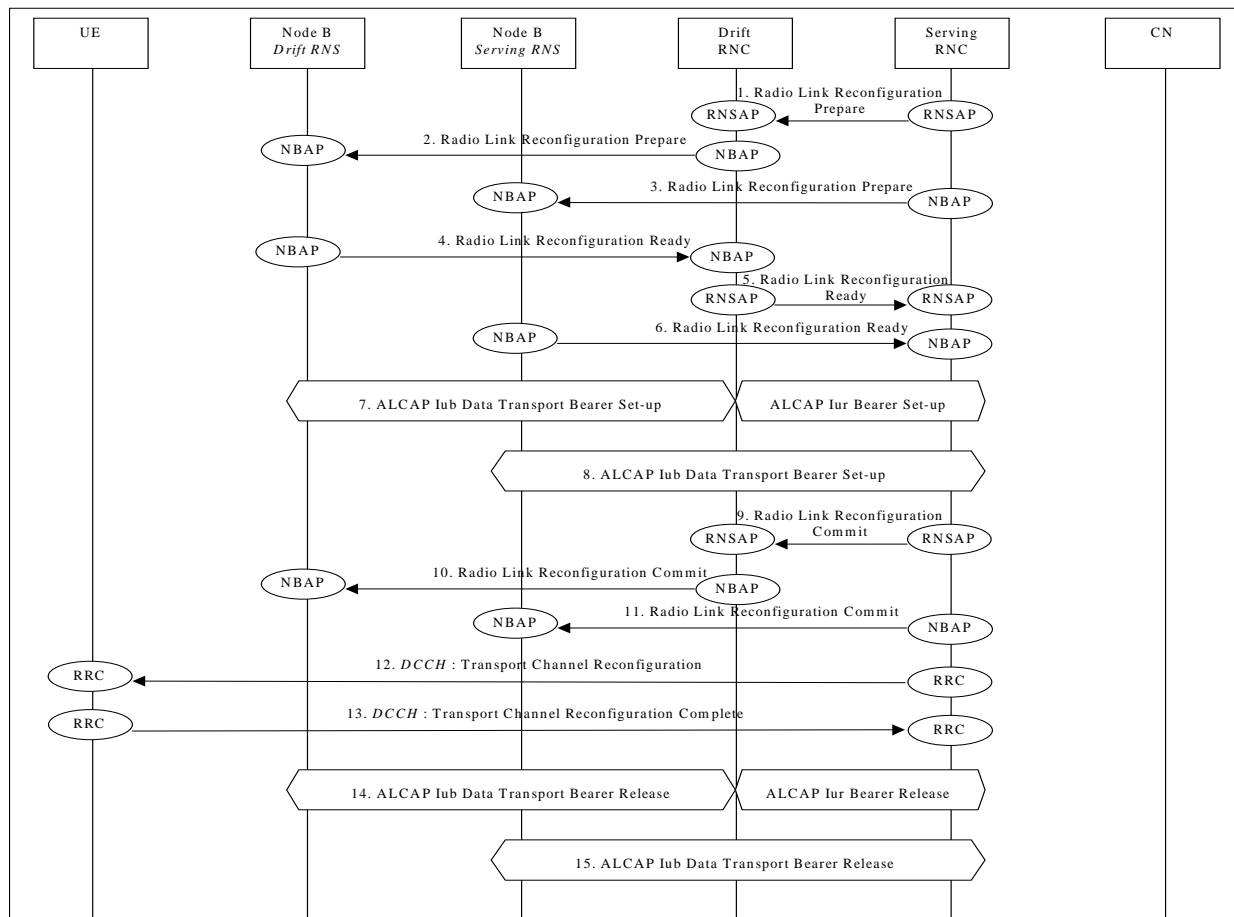 UE
Node B
Drift RNS
Node B
Serving RNS
Drift
RNC
Serving
RNC
CN
1. Radio Link Reconfiguration
Prepare
RNSAP
RNSAP
2. Radio Link Reconfiguration Prepare
NBAP
NBAP
3. Radio Link Reconfiguration Prepare
NBAP
NBAP
4. Radio Link Reconfiguration Ready
NBAP
NBAP
5. Radio Link Reconfiguration
Ready
RNSAP
RNSAP
6. Radio Link Reconfiguration Ready
NBAP
NBAP
7. ALCAP Iub Data Transport Bearer Set-up
ALCAP Iur Bearer Set-up
8. ALCAP Iub Data Transport Bearer Set-up
9. Radio Link Reconfiguration
Commit
RNSAP
RNSAP
10. Radio Link Reconfiguration Commit
NBAP
NBAP
11. Radio Link Reconfiguration Commit
NBAP
NBAP
12. DCCH : Transport Channel Reconfiguration
RRC
RRC
13. DCCH : Transport Channel Reconfiguration Complete
RRC
RRC
14. ALCAP Iub Data Transport Bearer Release
ALCAP Iur Bearer Release
15. ALCAP Iub Data Transport Bearer Release